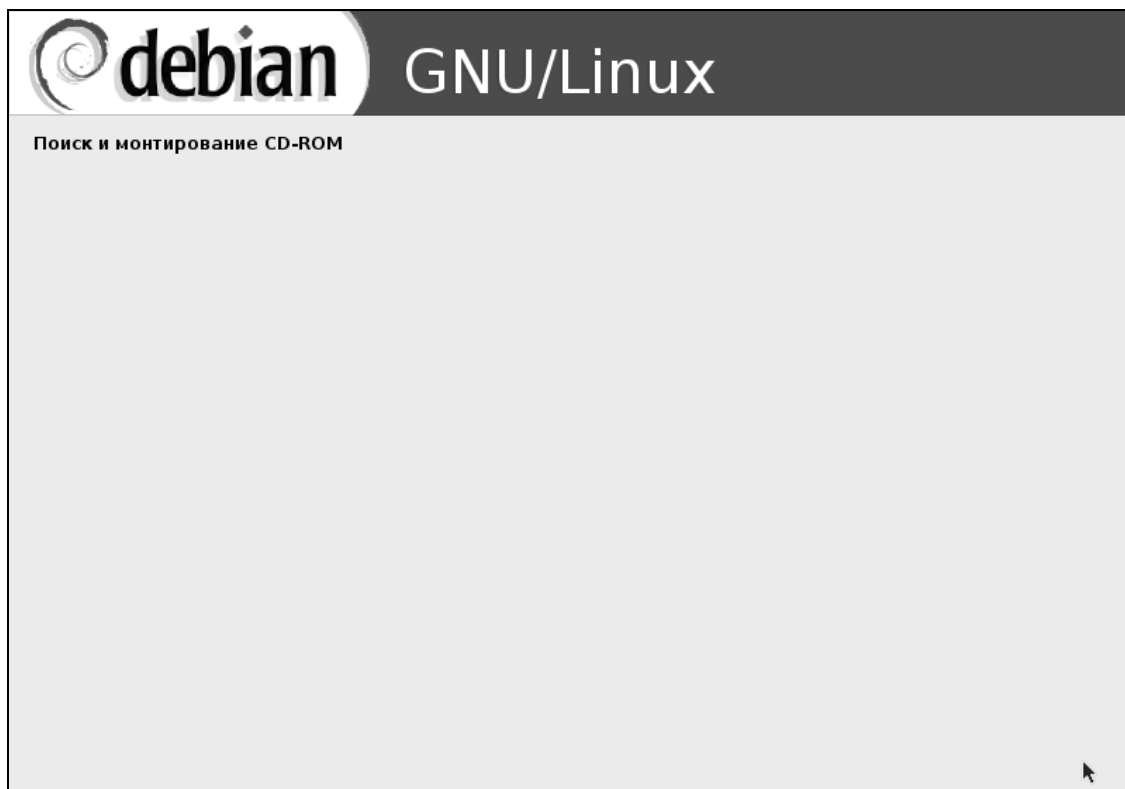 debian GNU/Linux
Поиск и монтирование CD-ROM